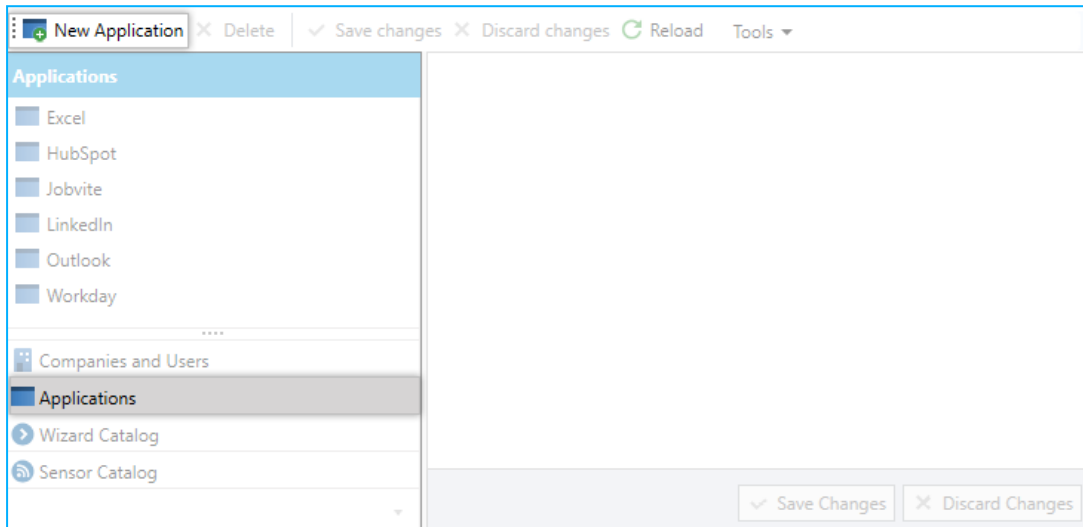 New Application Delete Save changes Discard changes Reload Tools
Applications
Excel
HubSpot
Jobvite
LinkedIn
Outlook
Workday
Companies and Users
Applications
Wizard Catalog
Sensor Catalog
Save Changes Discard Changes